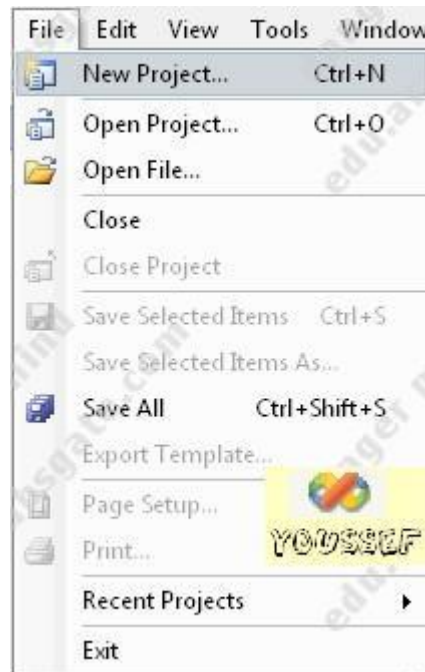 File Edit View Tools Window
New Project... Ctrl+N
Open Project... Ctrl+O
Open File...
Close
Close Project
Save Selected Items Ctrl+S
Save Selected Items As...
Save All Ctrl+Shift+S
Export Template...
Page Setup...
YOUSSEF
Print...
Recent Projects
Exit